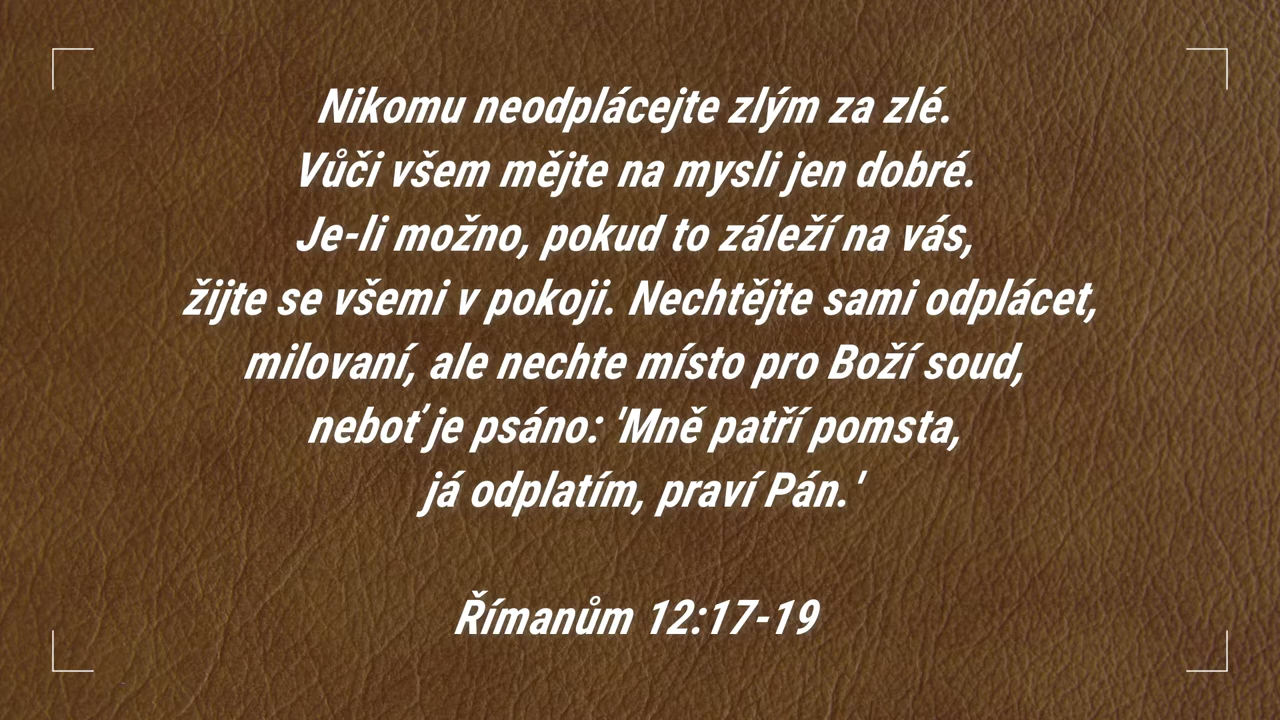 Nikomu neodplácejte zlým za zlé.
Vůči všem mějte na mysli jen dobré.
Je-li možno, pokud to záleží na vás,
žijte se všemi v pokoji. Nechtějte sami odplácet,
milovaní, ale nechte místo pro Boží soud,
neboť je psáno: 'Mně patří pomsta,
já odplatím, praví Pán.'
Římanům 12:17-19